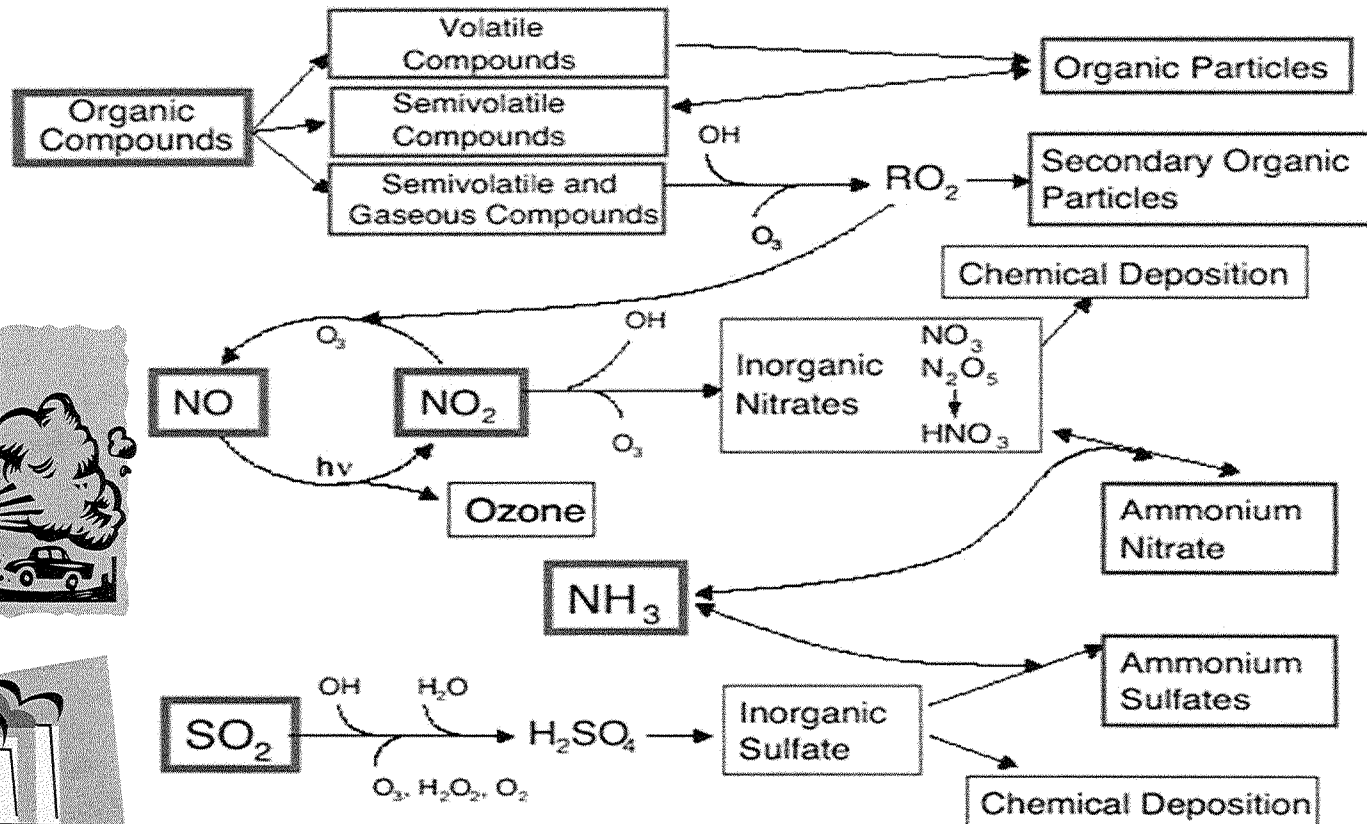 Volatile
Compounds
Organic Particles
Organic
Compounds
Semivolatile
Compounds
OH
Secondary Organic
Particles
Semivolatile and
Gaseous Compounds
RO₂
O₃
Chemical Deposition
O₃
OH
NO
NO₂
Inorganic
Nitrates
NO₃
N₂O₅
HNO₃
O₃
hν
Ozone
Ammonium
Nitrate
NH₃
Ammonium
Sulfates
SO₂
OH
H₂O
O₃, H₂O₂, O₂
H₂SO₄
Inorganic
Sulfate
Chemical Deposition